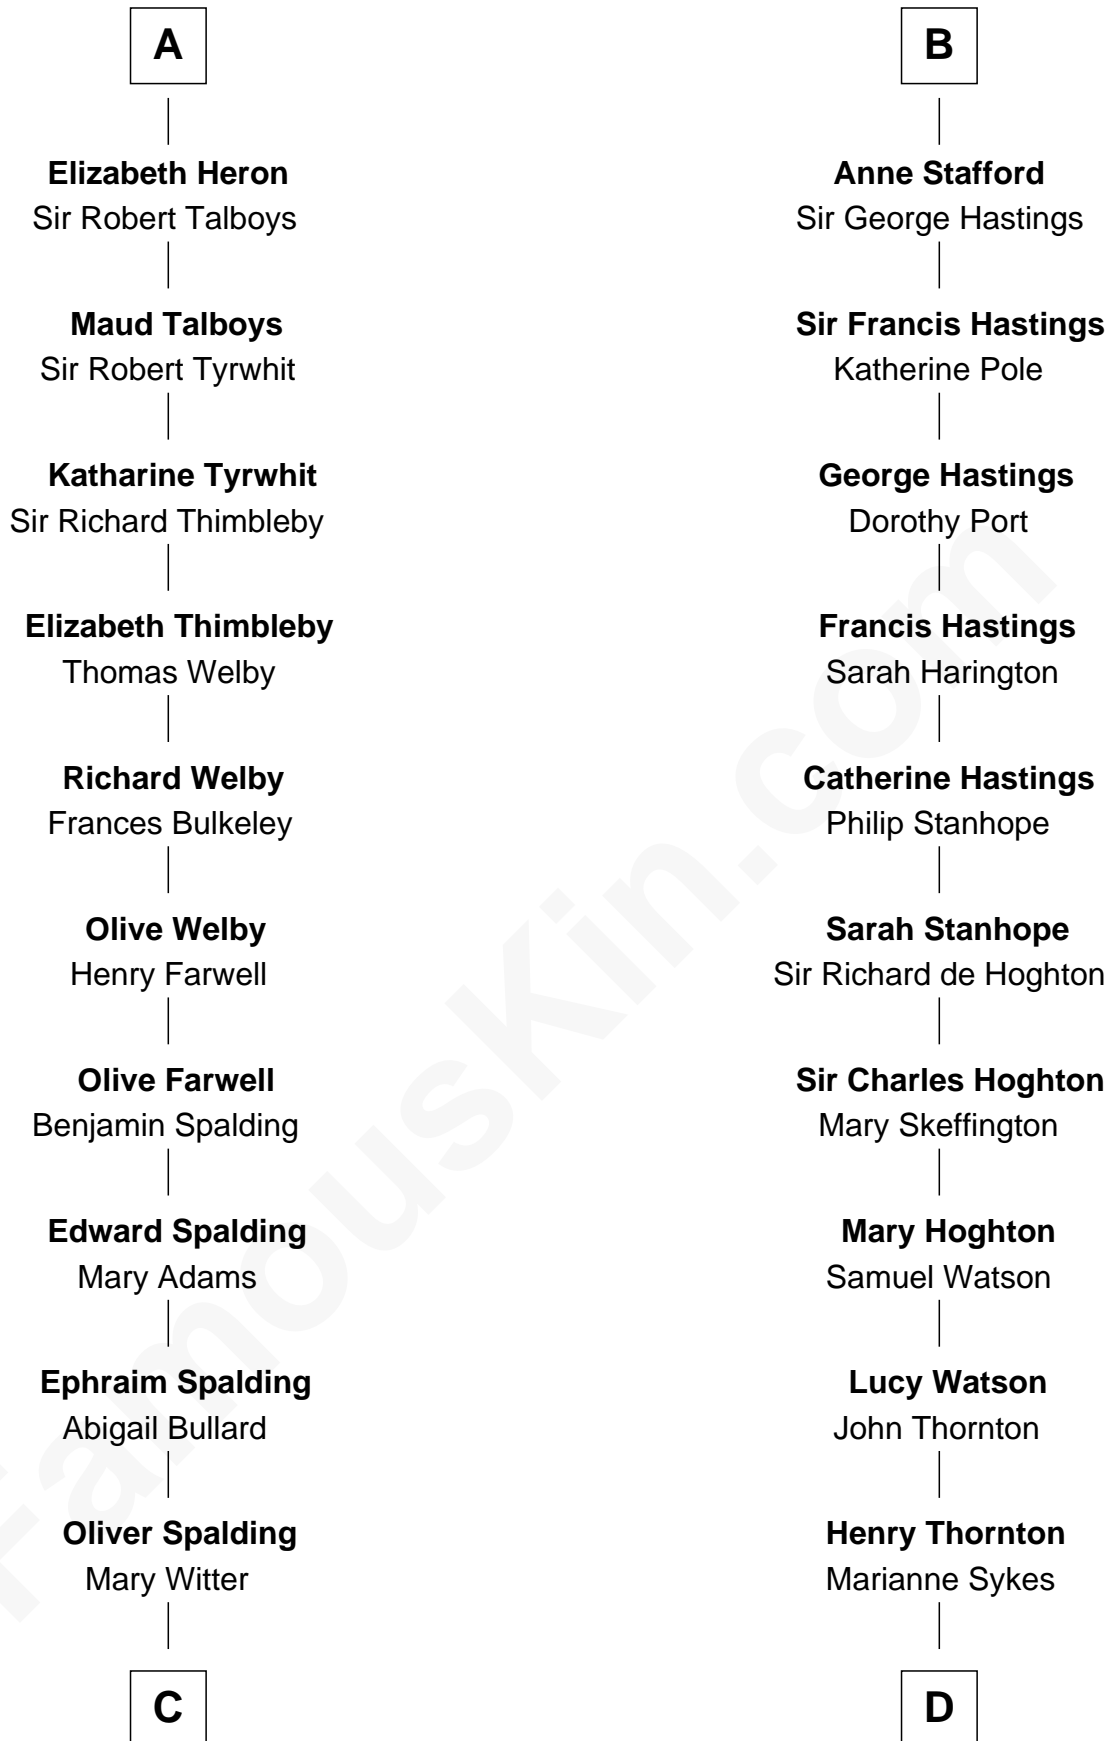 A
Elizabeth Heron
Sir Robert Talboys
Maud Talboys
Sir Robert Tyrwhit
Katharine Tyrwhit
Sir Richard Thimbleby
Elizabeth Thimbleby
Thomas Welby
Richard Welby
Frances Bulkeley
Olive Welby
Henry Farwell
Olive Farwell
Benjamin Spalding
Edward Spalding
Mary Adams
Ephraim Spalding
Abigail Bullard
Oliver Spalding
Mary Witter
C
B
Anne Stafford
Sir George Hastings
Sir Francis Hastings
Katherine Pole
George Hastings
Dorothy Port
Francis Hastings
Sarah Harington
Catherine Hastings
Philip Stanhope
Sarah Stanhope
Sir Richard de Hoghton
Sir Charles Hoghton
Mary Skeffington
Mary Hoghton
Samuel Watson
Lucy Watson
John Thornton
Henry Thornton
Marianne Sykes
D
FamousKin.com